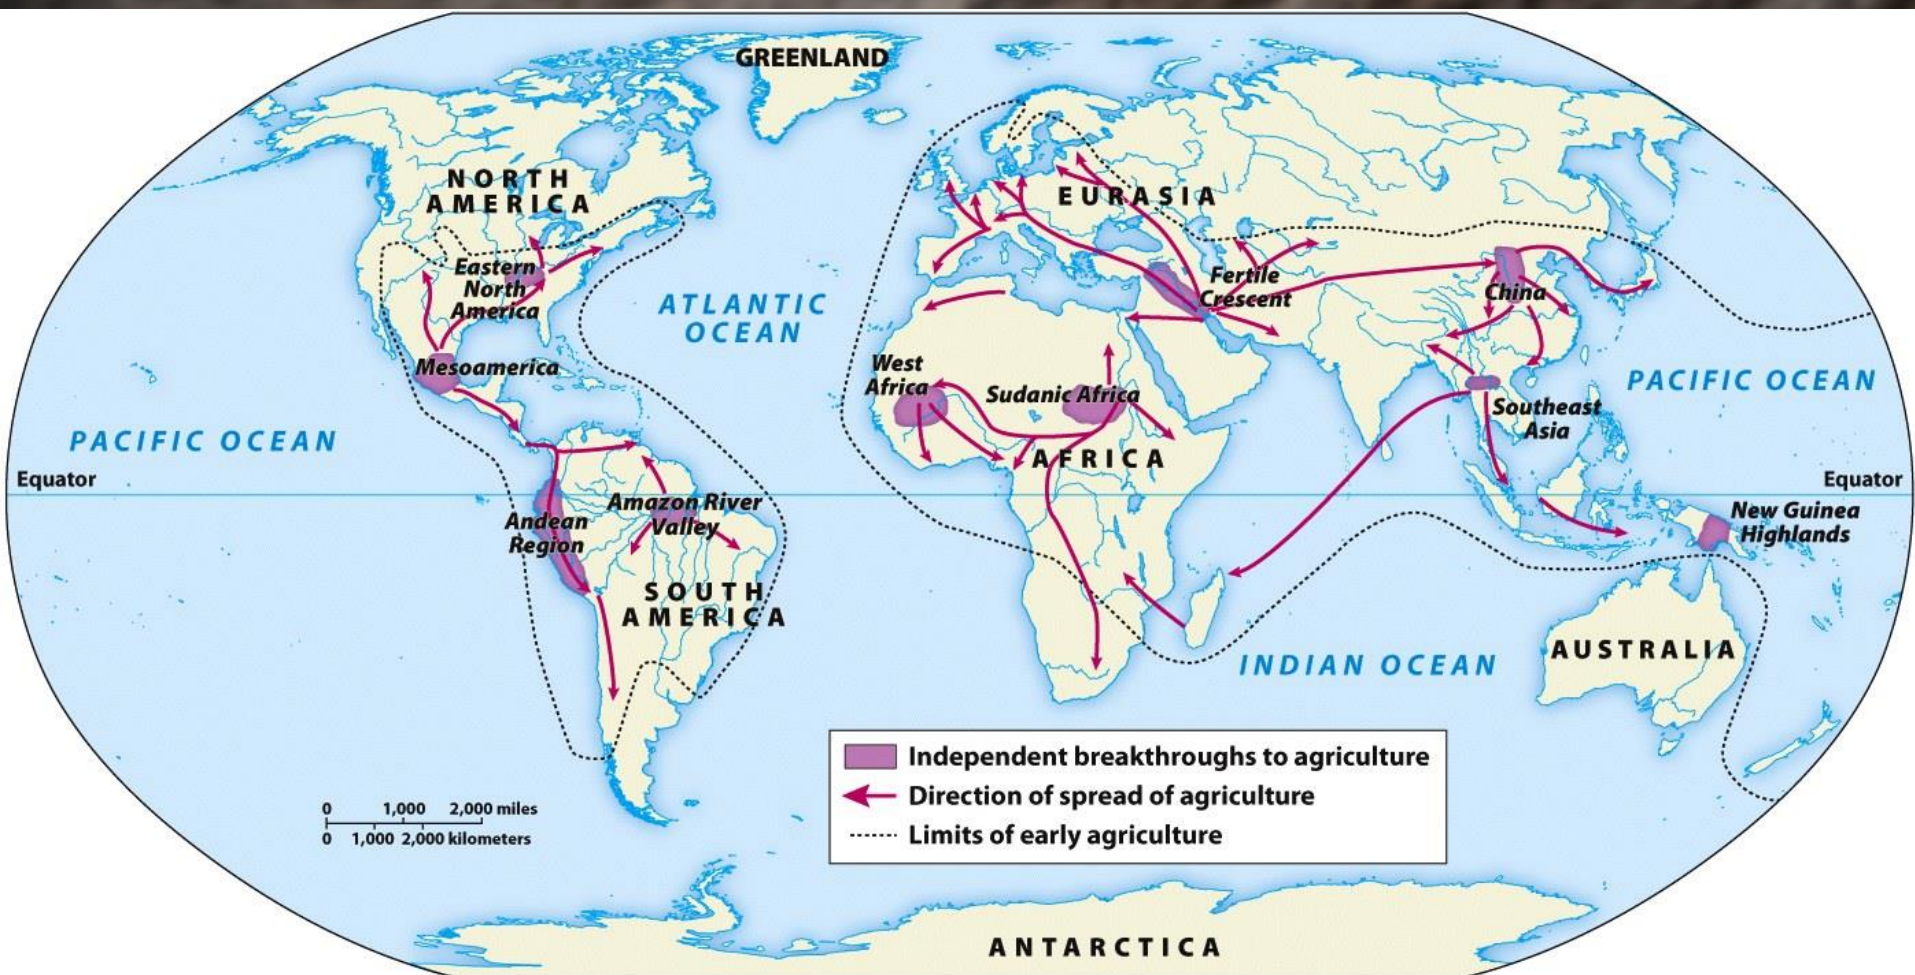 GREENLAND
NORTH
AMERICA
EURASIA
Eastern
North
America
Fertile
Crescent
China
ATLANTIC
OCEAN
Mesoamerica
West
Africa
Sudanic Africa
PACIFIC OCEAN
Southeast
Asia
PACIFIC OCEAN
AFRICA
Equator
Equator
Amazon River
Valley
Andean
Region
New Guinea
Highlands
SOUTH
AMERICA
INDIAN OCEAN
AUSTRALIA
Independent breakthroughs to agriculture
Direction of spread of agriculture
Limits of early agriculture
0 1,000 2,000 miles
0 1,000 2,000 kilometers
ANTARCTICA